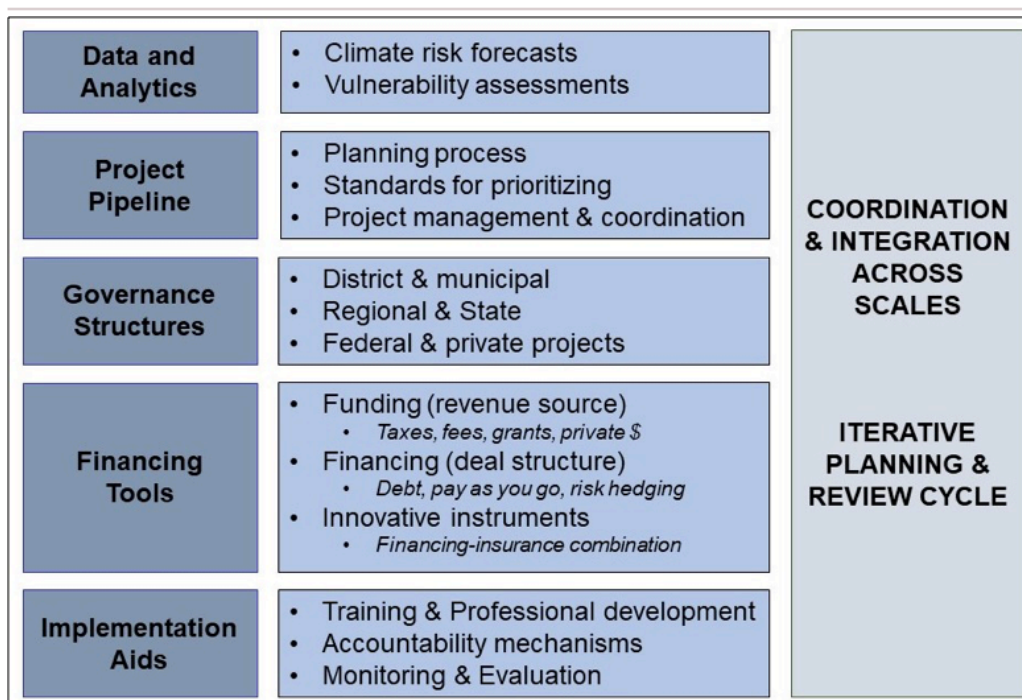 Data and
Analytics
• Climate risk forecasts
• Vulnerability assessments
Project
Pipeline
• Planning process
• Standards for prioritizing
• Project management & coordination
Governance
Structures
• District & municipal
• Regional & State
• Federal & private projects
Financing
Tools
• Funding (revenue source)
• Taxes, fees, grants, private $
• Financing (deal structure)
• Debt, pay as you go, risk hedging
• Innovative instruments
• Financing-insurance combination
Implementation
Aids
• Training & Professional development
• Accountability mechanisms
• Monitoring & Evaluation
COORDINATION
& INTEGRATION
ACROSS
SCALES
ITERATIVE
PLANNING &
REVIEW CYCLE